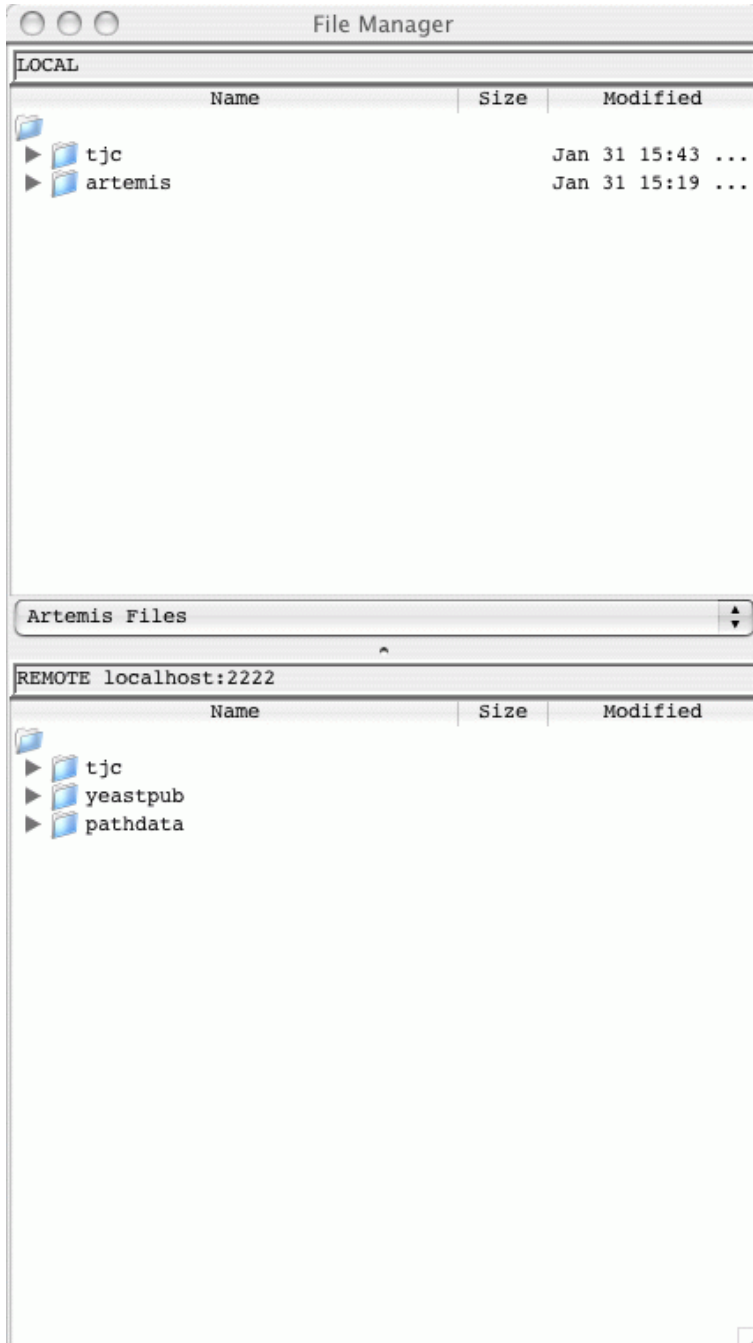 File Manager
LOCAL
Name Size Modified
tjc Jan 31 15:43 ...
artemis Jan 31 15:19 ...
Artemis Files
REMOTE localhost:2222
Name Size Modified
tjc
yeastpub
pathdata